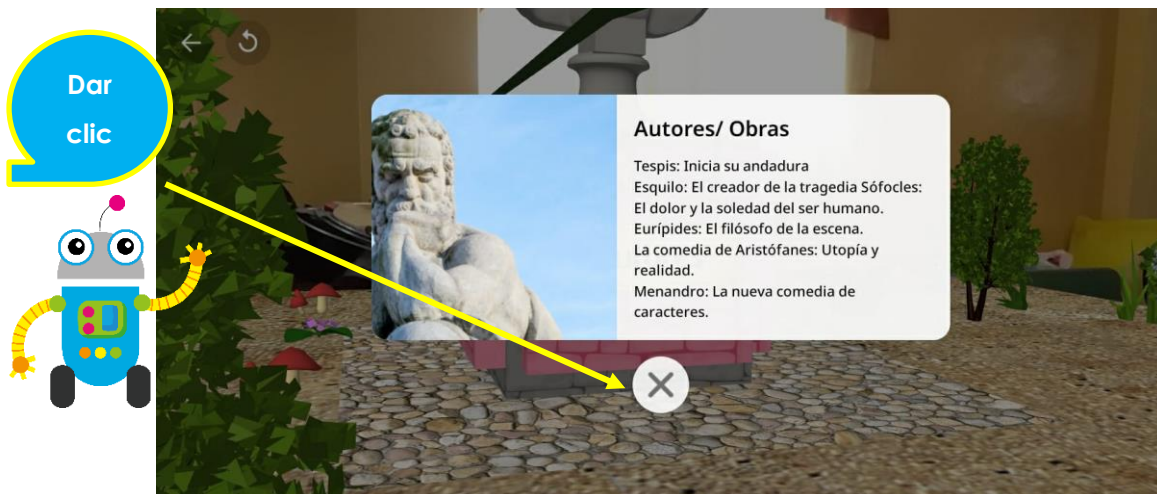 Dar
clic
Autores/ Obras
Tespis: Inicia su andadura
Esquilo: El creador de la tragedia Sófocles:
El dolor y la soledad del ser humano.
Eurípides: El filósofo de la escena.
La comedia de Aristófanes: Utopía y
realidad.
Menandro: La nueva comedia de
caracteres.